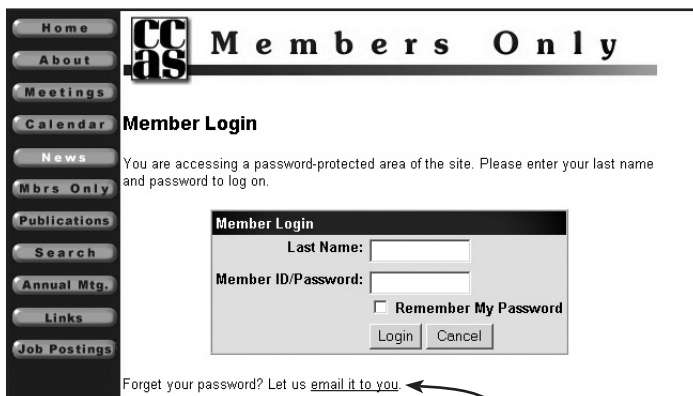 Home
About
Meetings
Calendar
News
Mbrs Only
Publications
Search
Annual Mtg.
Links
Job Postings
cc
as
Members Only
Member Login
You are accessing a password-protected area of the site. Please enter your last name
and password to log on.
Member Login
Last Name:
Member ID/Password:
Remember My Password
Login Cancel
Forget your password? Let us email it to you.